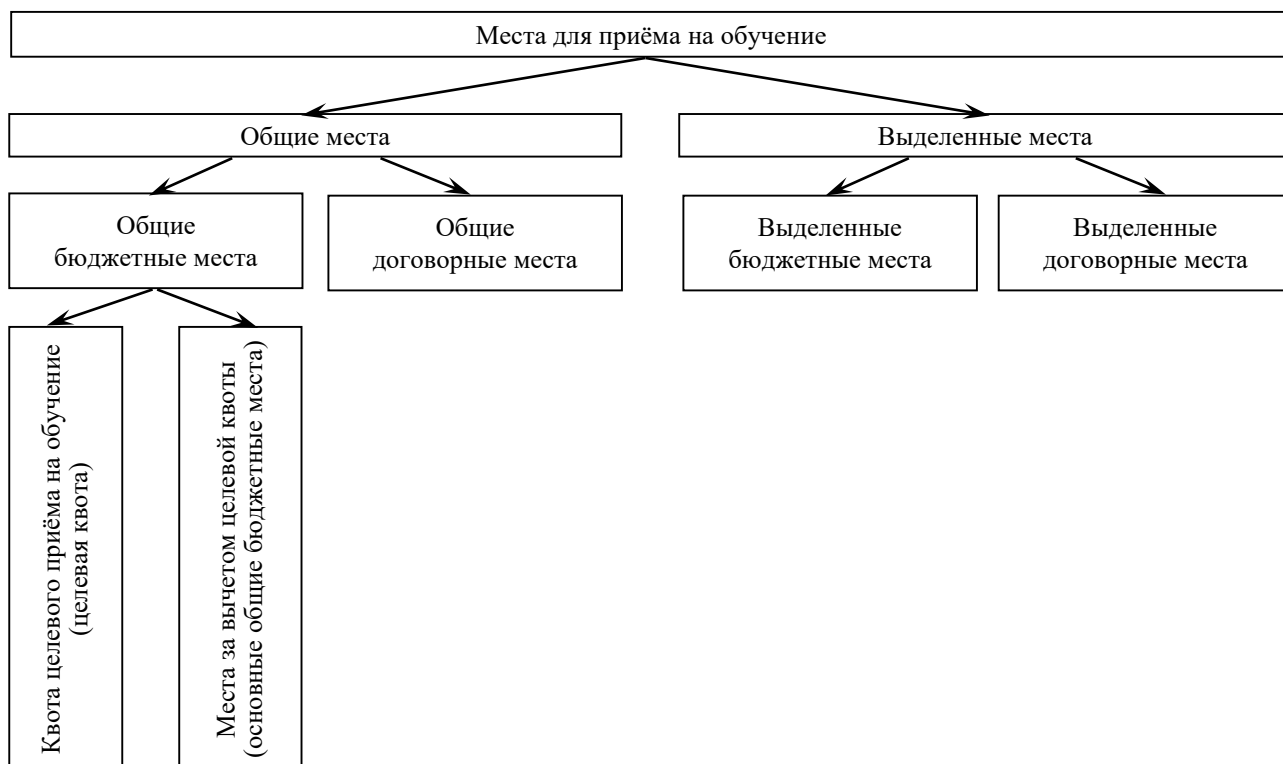 Места для приёма на обучение
Общие места
Выделенные места
Общие
бюджетные места
Общие
договорные места
Выделенные
бюджетные места
Выделенные
договорные места
Квота целевого приёма на обучение
(целевая квота)
Места за вычетом целевой квоты
(основные общие бюджетные места)